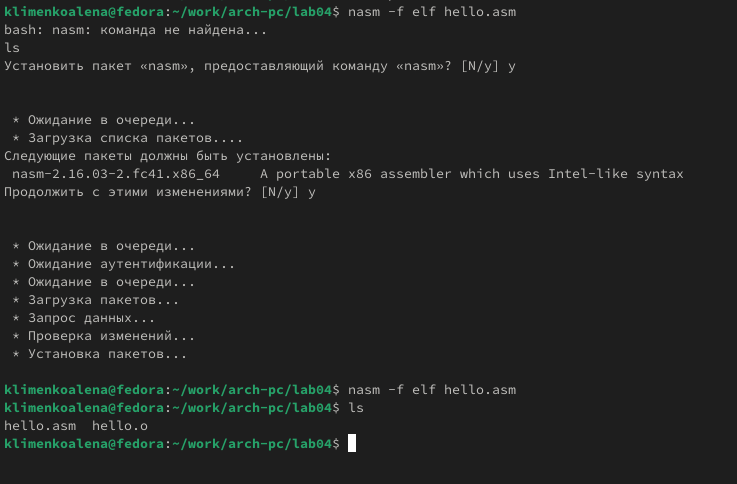 klimenkoalena@fedora:~/work/arch-pc/lab04$ nasm -f elf hello.asm
bash: nasm: команда не найдена...
ls
Установить пакет «nasm», предоставляющий команду «nasm»? [N/y] y
* Ожидание в очереди...
* Загрузка списка пакетов....
Следующие пакеты должны быть установлены:
nasm-2.16.03-2.fc41.x86_64     A portable x86 assembler which uses Intel-like syntax
Продолжить с этими изменениями? [N/y] y
* Ожидание в очереди...
* Ожидание аутентификации...
* Ожидание в очереди...
* Загрузка пакетов...
* Запрос данных...
* Проверка изменений...
* Установка пакетов...
klimenkoalena@fedora:~/work/arch-pc/lab04$ nasm -f elf hello.asm
klimenkoalena@fedora:~/work/arch-pc/lab04$ ls
hello.asm  hello.o
klimenkoalena@fedora:~/work/arch-pc/lab04$